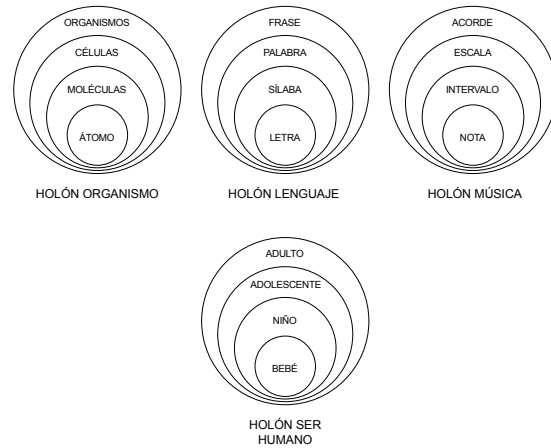 ORGANISMOS
CÉLULAS
MOLÉCULAS
ÁTOMO
HOLÓN ORGANISMO
FRASE
PALABRA
SÍLABA
LETRA
HOLÓN LENGUAJE
ACORDE
ESCALA
INTERVALO
NOTA
HOLÓN MÚSICA
ADULTO
ADOLESCENTE
NIÑO
BEBÉ
HOLÓN SER
HUMANO